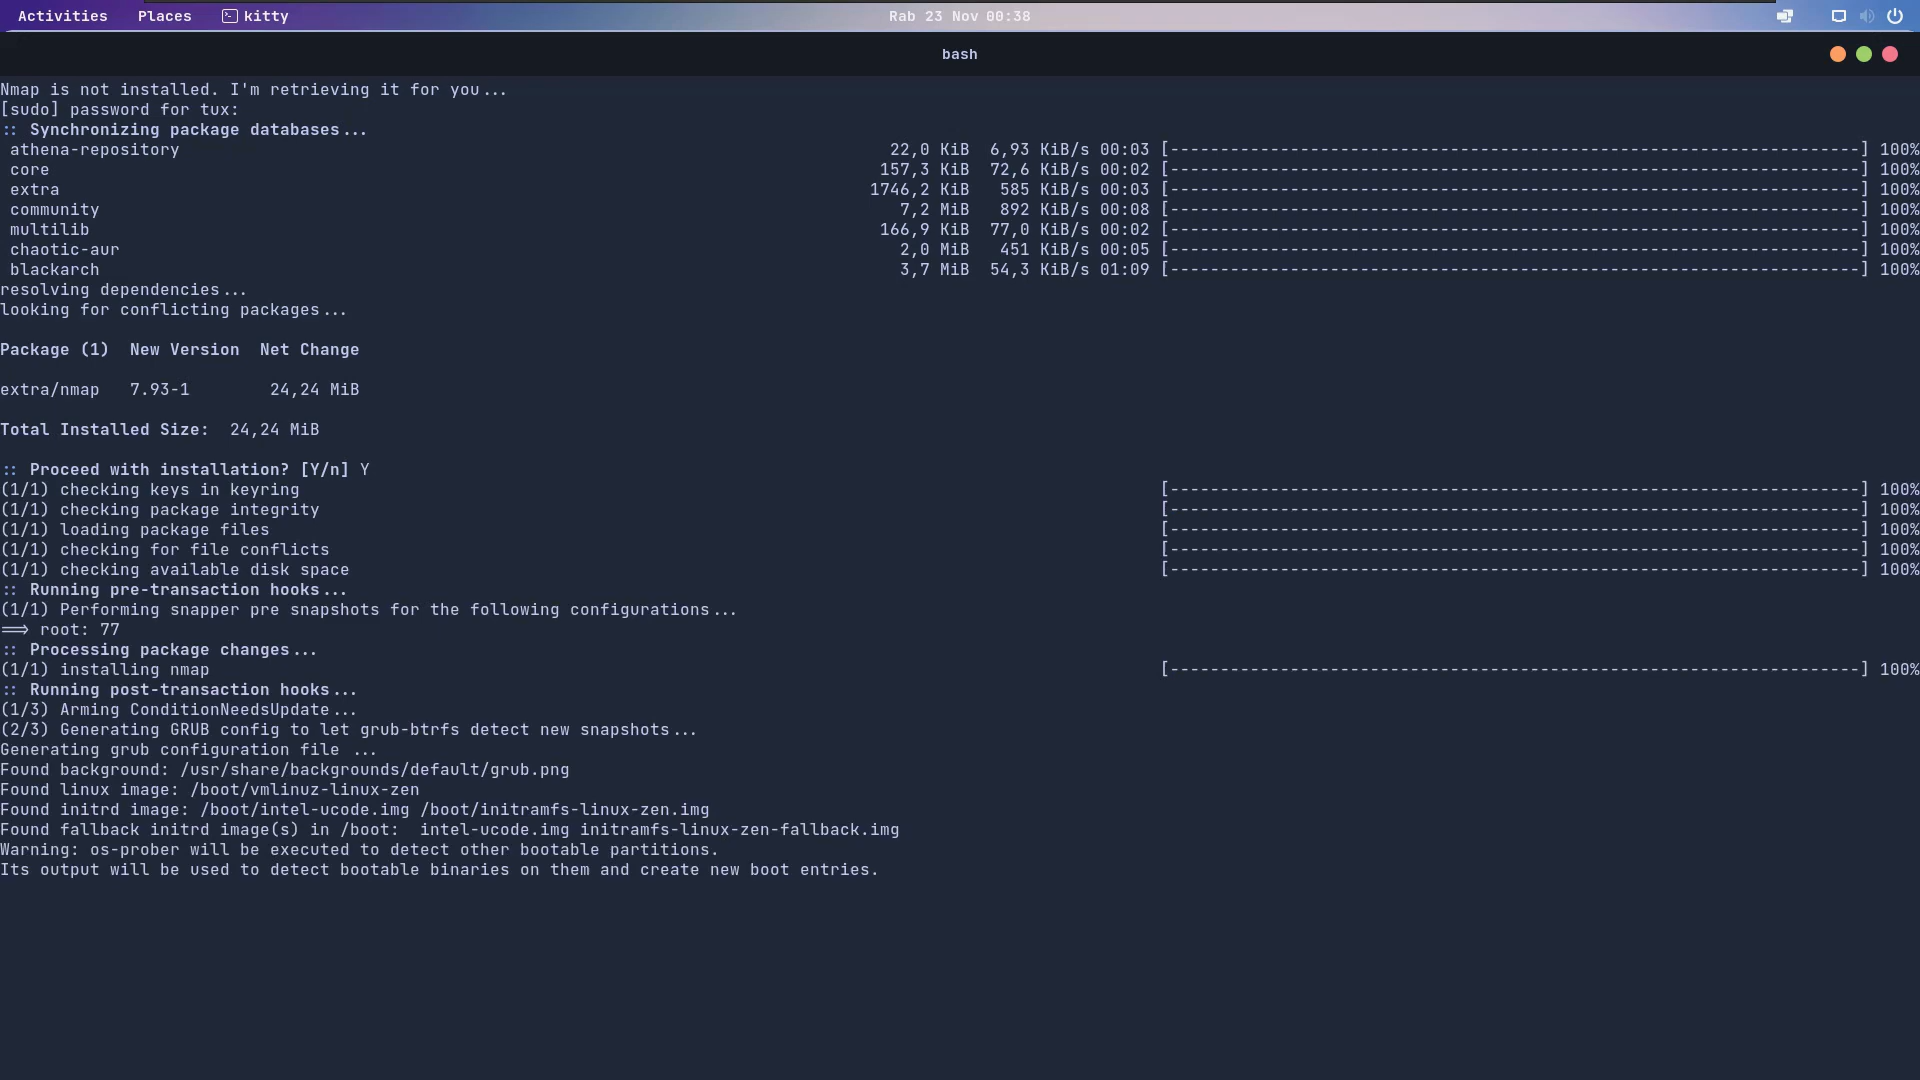 Activities Places kitty Rab 23 Nov 00:38
bash
Nmap is not installed. I'm retrieving it for you...
[sudo] password for tux:
:: Synchronizing package databases...
athena-repository 22,0 KiB 6,93 KiB/s 00:03 [---------------------------------------------------------------------] 100%
core 157,3 KiB 72,6 KiB/s 00:02 [---------------------------------------------------------------------] 100%
extra 1746,2 KiB 585 KiB/s 00:03 [---------------------------------------------------------------------] 100%
community 7,2 MiB 892 KiB/s 00:08 [---------------------------------------------------------------------] 100%
multilib 166,9 KiB 77,0 KiB/s 00:02 [---------------------------------------------------------------------] 100%
chaotic-aur 2,0 MiB 451 KiB/s 00:05 [---------------------------------------------------------------------] 100%
blackarch 3,7 MiB 54,3 KiB/s 01:09 [---------------------------------------------------------------------] 100%
resolving dependencies...
looking for conflicting packages...
Package (1) New Version Net Change
extra/nmap 7.93-1 24,24 MiB
Total Installed Size: 24,24 MiB
:: Proceed with installation? [Y/n] Y
(1/1) checking keys in keyring [---------------------------------------------------------------------] 100%
(1/1) checking package integrity [---------------------------------------------------------------------] 100%
(1/1) loading package files [---------------------------------------------------------------------] 100%
(1/1) checking for file conflicts [---------------------------------------------------------------------] 100%
(1/1) checking available disk space [---------------------------------------------------------------------] 100%
:: Running pre-transaction hooks...
(1/1) Performing snapper pre snapshots for the following configurations...
==> root: 77
:: Processing package changes...
(1/1) installing nmap [---------------------------------------------------------------------] 100%
:: Running post-transaction hooks...
(1/3) Arming ConditionNeedsUpdate...
(2/3) Generating GRUB config to let grub-btrfs detect new snapshots...
Generating grub configuration file ...
Found background: /usr/share/backgrounds/default/grub.png
Found linux image: /boot/vmlinuz-linux-zen
Found initrd image: /boot/intel-ucode.img /boot/initramfs-linux-zen.img
Found fallback initrd image(s) in /boot:  intel-ucode.img initramfs-linux-zen-fallback.img
Warning: os-prober will be executed to detect other bootable partitions.
Its output will be used to detect bootable binaries on them and create new boot entries.